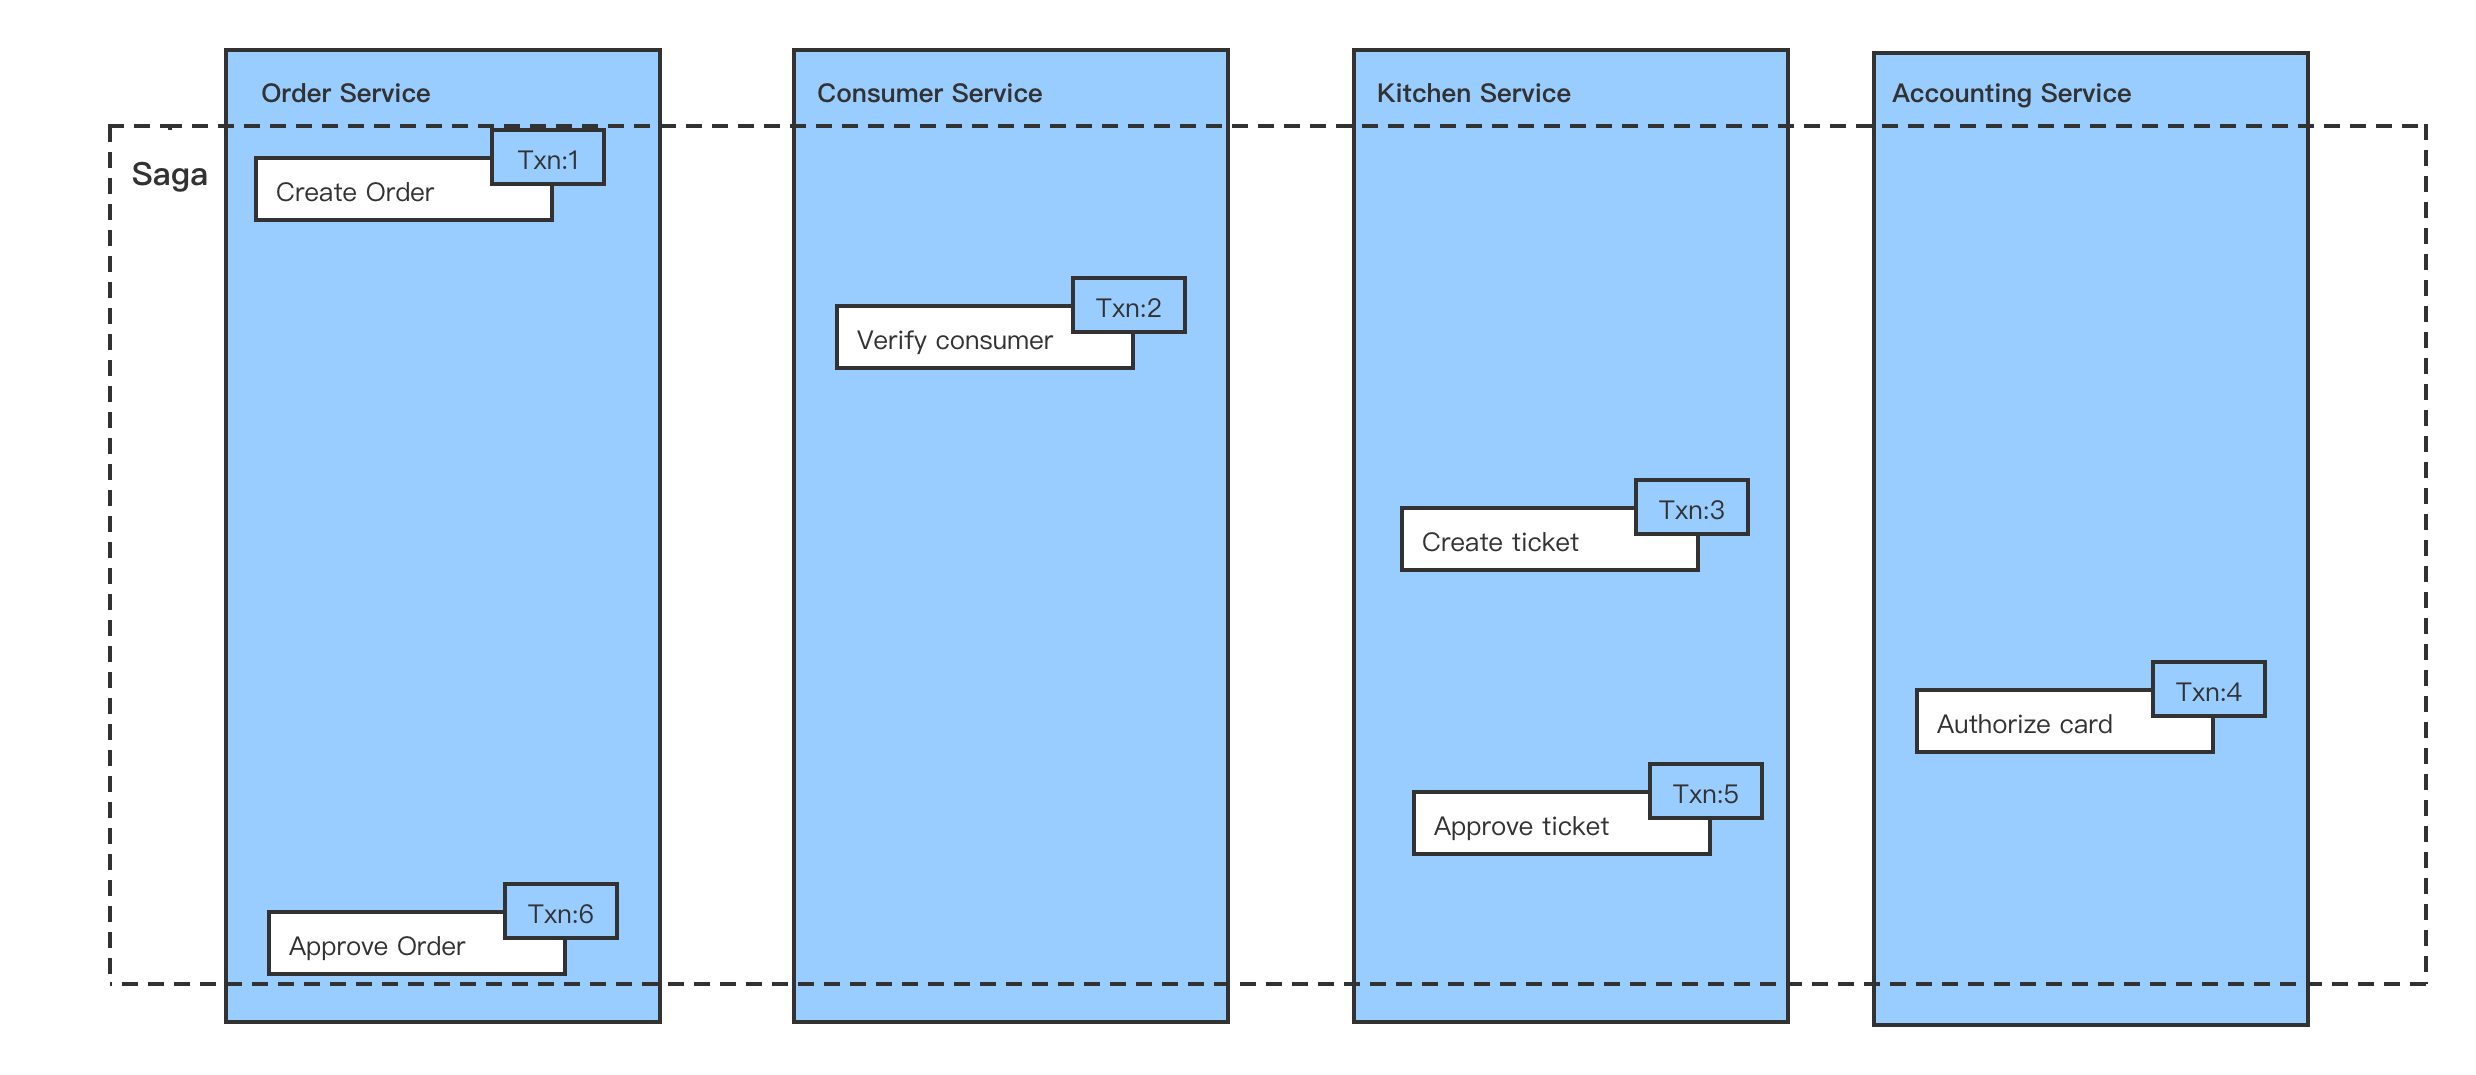 Order Service
Consumer Service
Kitchen Service
Accounting Service
Saga
Txn:1
Create Order
Txn:2
Verify consumer
Txn:3
Create ticket
Txn:4
Authorize card
Txn:5
Approve ticket
Txn:6
Approve Order